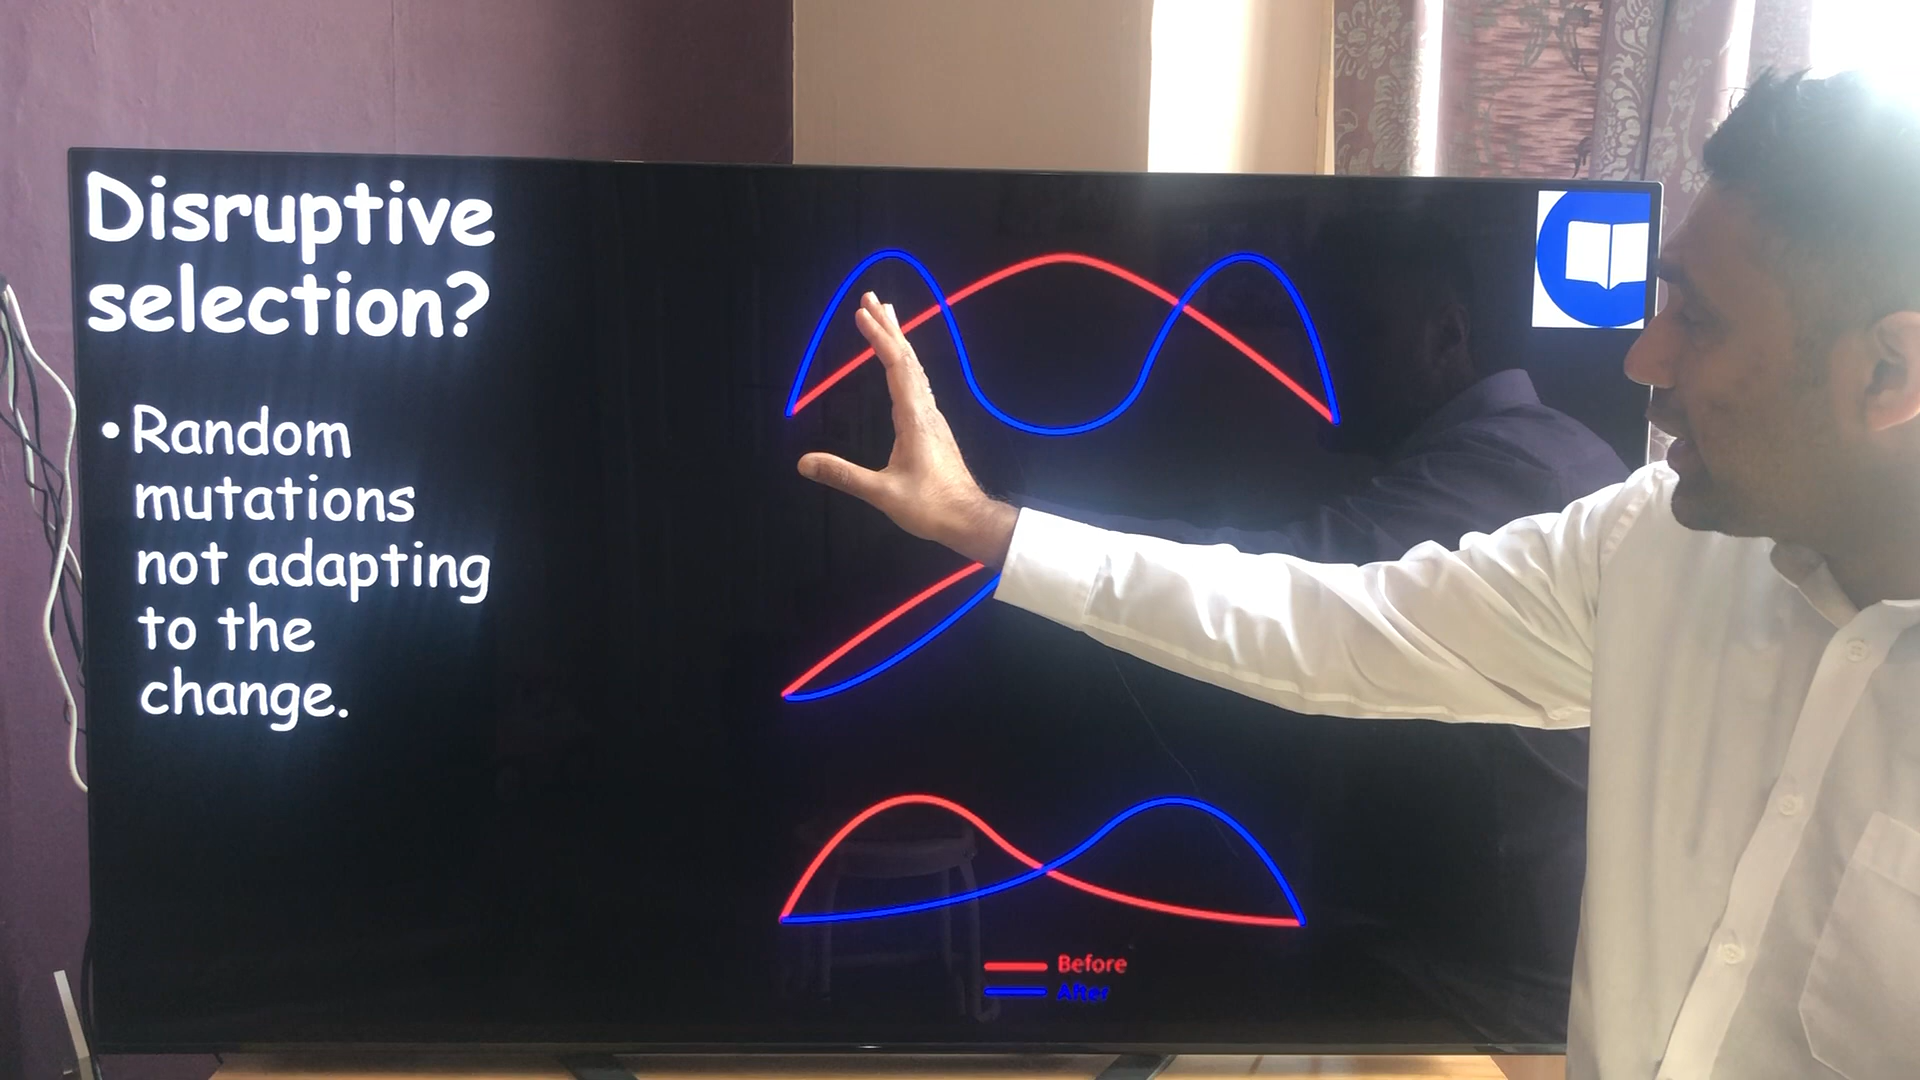 Disruptive
selection?
• Random
mutations
not adapting
to the
change.
Before
After